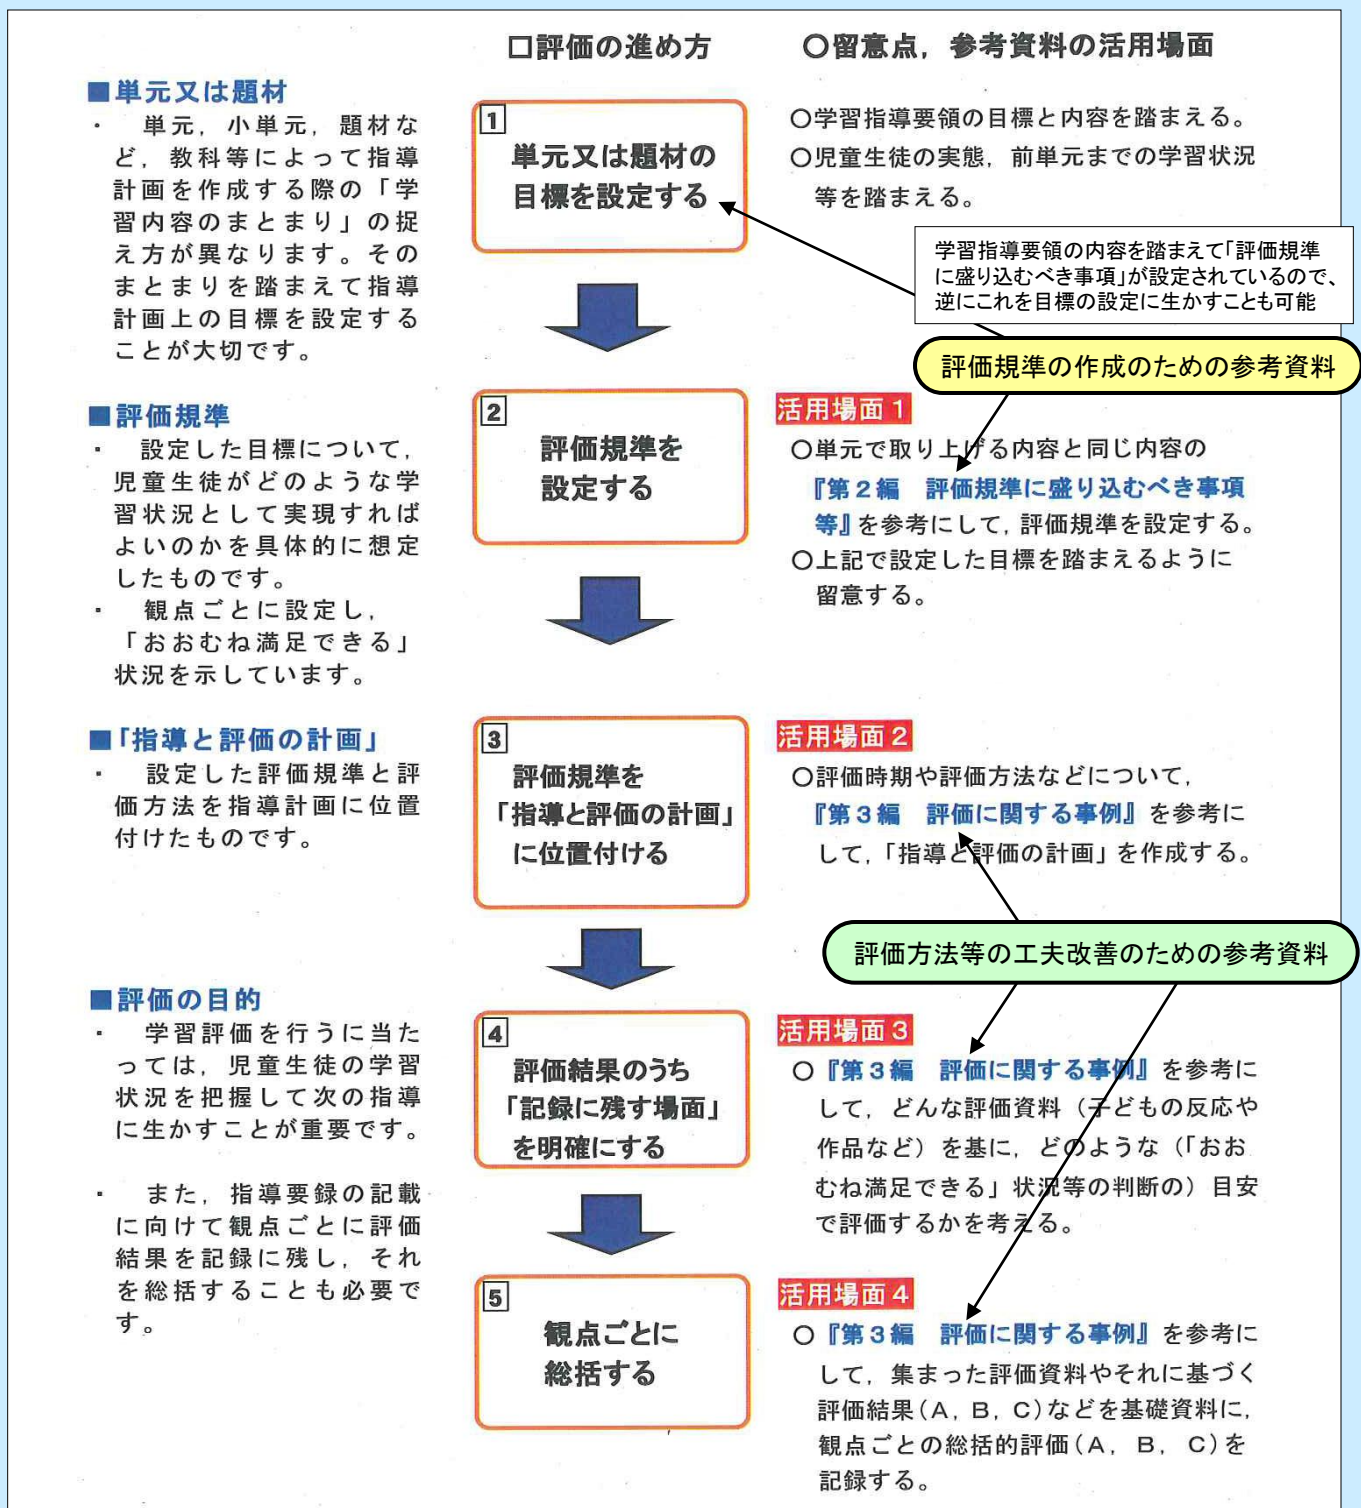 □評価の進め方
○留意点，参考資料の活用場面
■単元又は題材
・　単元，小単元，題材な
ど，教科等によって指導
計画を作成する際の「学
習内容のまとまり」の捉
え方が異なります。その
まとまりを踏まえて指導
計画上の目標を設定する
ことが大切です。
1
単元又は題材の
目標を設定する
○学習指導要領の目標と内容を踏まえる。
○児童生徒の実態，前単元までの学習状況
等を踏まえる。
学習指導要領の内容を踏まえて「評価規準
に盛り込むべき事項」が設定されているので、
逆にこれを目標の設定に生かすことも可能
評価規準の作成のための参考資料
■評価規準
・　設定した目標について，
児童生徒がどのような学
習状況として実現すれば
よいのかを具体的に想定
したものです。
・　観点ごとに設定し，
「おおむね満足できる」
状況を示しています。
2
評価規準を
設定する
活用場面１
○単元で取り上げる内容と同じ内容の
『第２編　評価規準に盛り込むべき事項
等』を参考にして，評価規準を設定する。
○上記で設定した目標を踏まえるように
留意する。
■「指導と評価の計画」
・　設定した評価規準と評
価方法を指導計画に位置
付けたものです。
3
評価規準を
「指導と評価の計画」
に位置付ける
活用場面２
○評価時期や評価方法などについて，
『第３編　評価に関する事例』を参考に
して，「指導と評価の計画」を作成する。
評価方法等の工夫改善のための参考資料
■評価の目的
・　学習評価を行うに当た
っては，児童生徒の学習
状況を把握して次の指導
に生かすことが重要です。
・　また，指導要録の記載
に向けて観点ごとに評価
結果を記録に残し，それ
を総括することも必要で
す。
4
評価結果のうち
「記録に残す場面」
を明確にする
活用場面３
○『第３編　評価に関する事例』を参考に
して，どんな評価資料（子どもの反応や
作品など）を基に，どのような（「おお
むね満足できる」状況等の判断の）目安
で評価するかを考える。
5
観点ごとに
総括する
活用場面４
○『第３編　評価に関する事例』を参考に
して，集まった評価資料やそれに基づく
評価結果（Ａ，Ｂ，Ｃ）などを基礎資料に，
観点ごとの総括的評価（Ａ，Ｂ，Ｃ）を
記録する。